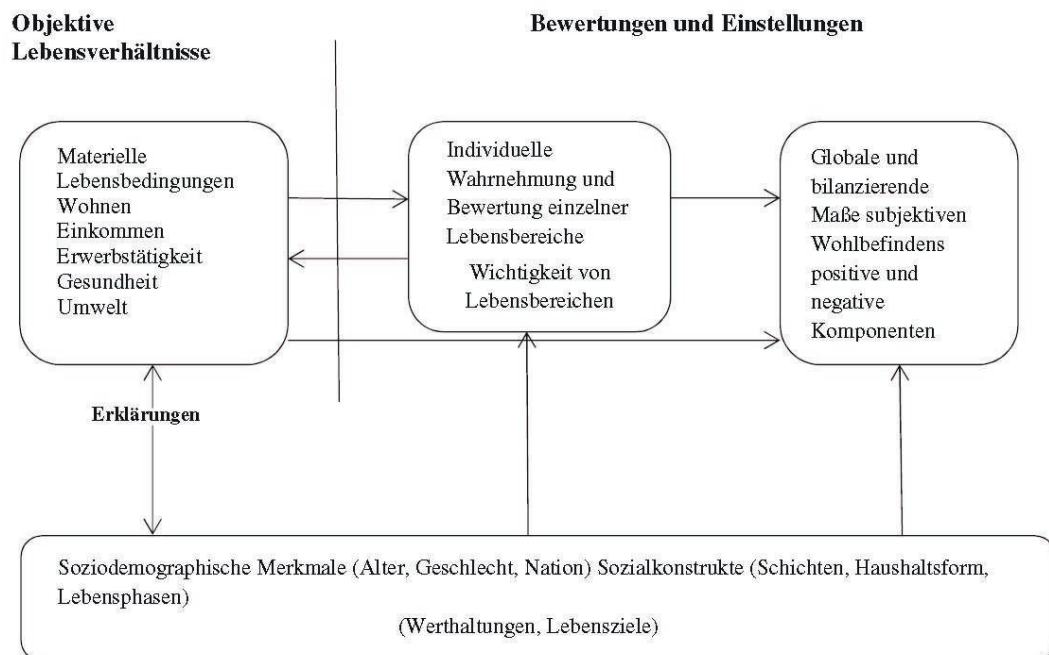 Objektive
Lebensverhältnisse
Bewertungen und Einstellungen
Materielle
Lebensbedingungen
Wohnen
Einkommen
Erwerbstätigkeit
Gesundheit
Umwelt
Individuelle
Wahrnehmung und
Bewertung einzelner
Lebensbereiche
Wichtigkeit von
Lebensbereichen
Globale und
bilanzierende
Maße subjektiven
Wohlbefindens
positive und
negative
Komponenten
Erklärungen
Soziodemographische Merkmale (Alter, Geschlecht, Nation) Sozialkonstrukte (Schichten, Haushaltsform,
Lebensphasen)
(Werthaltungen, Lebensziele)